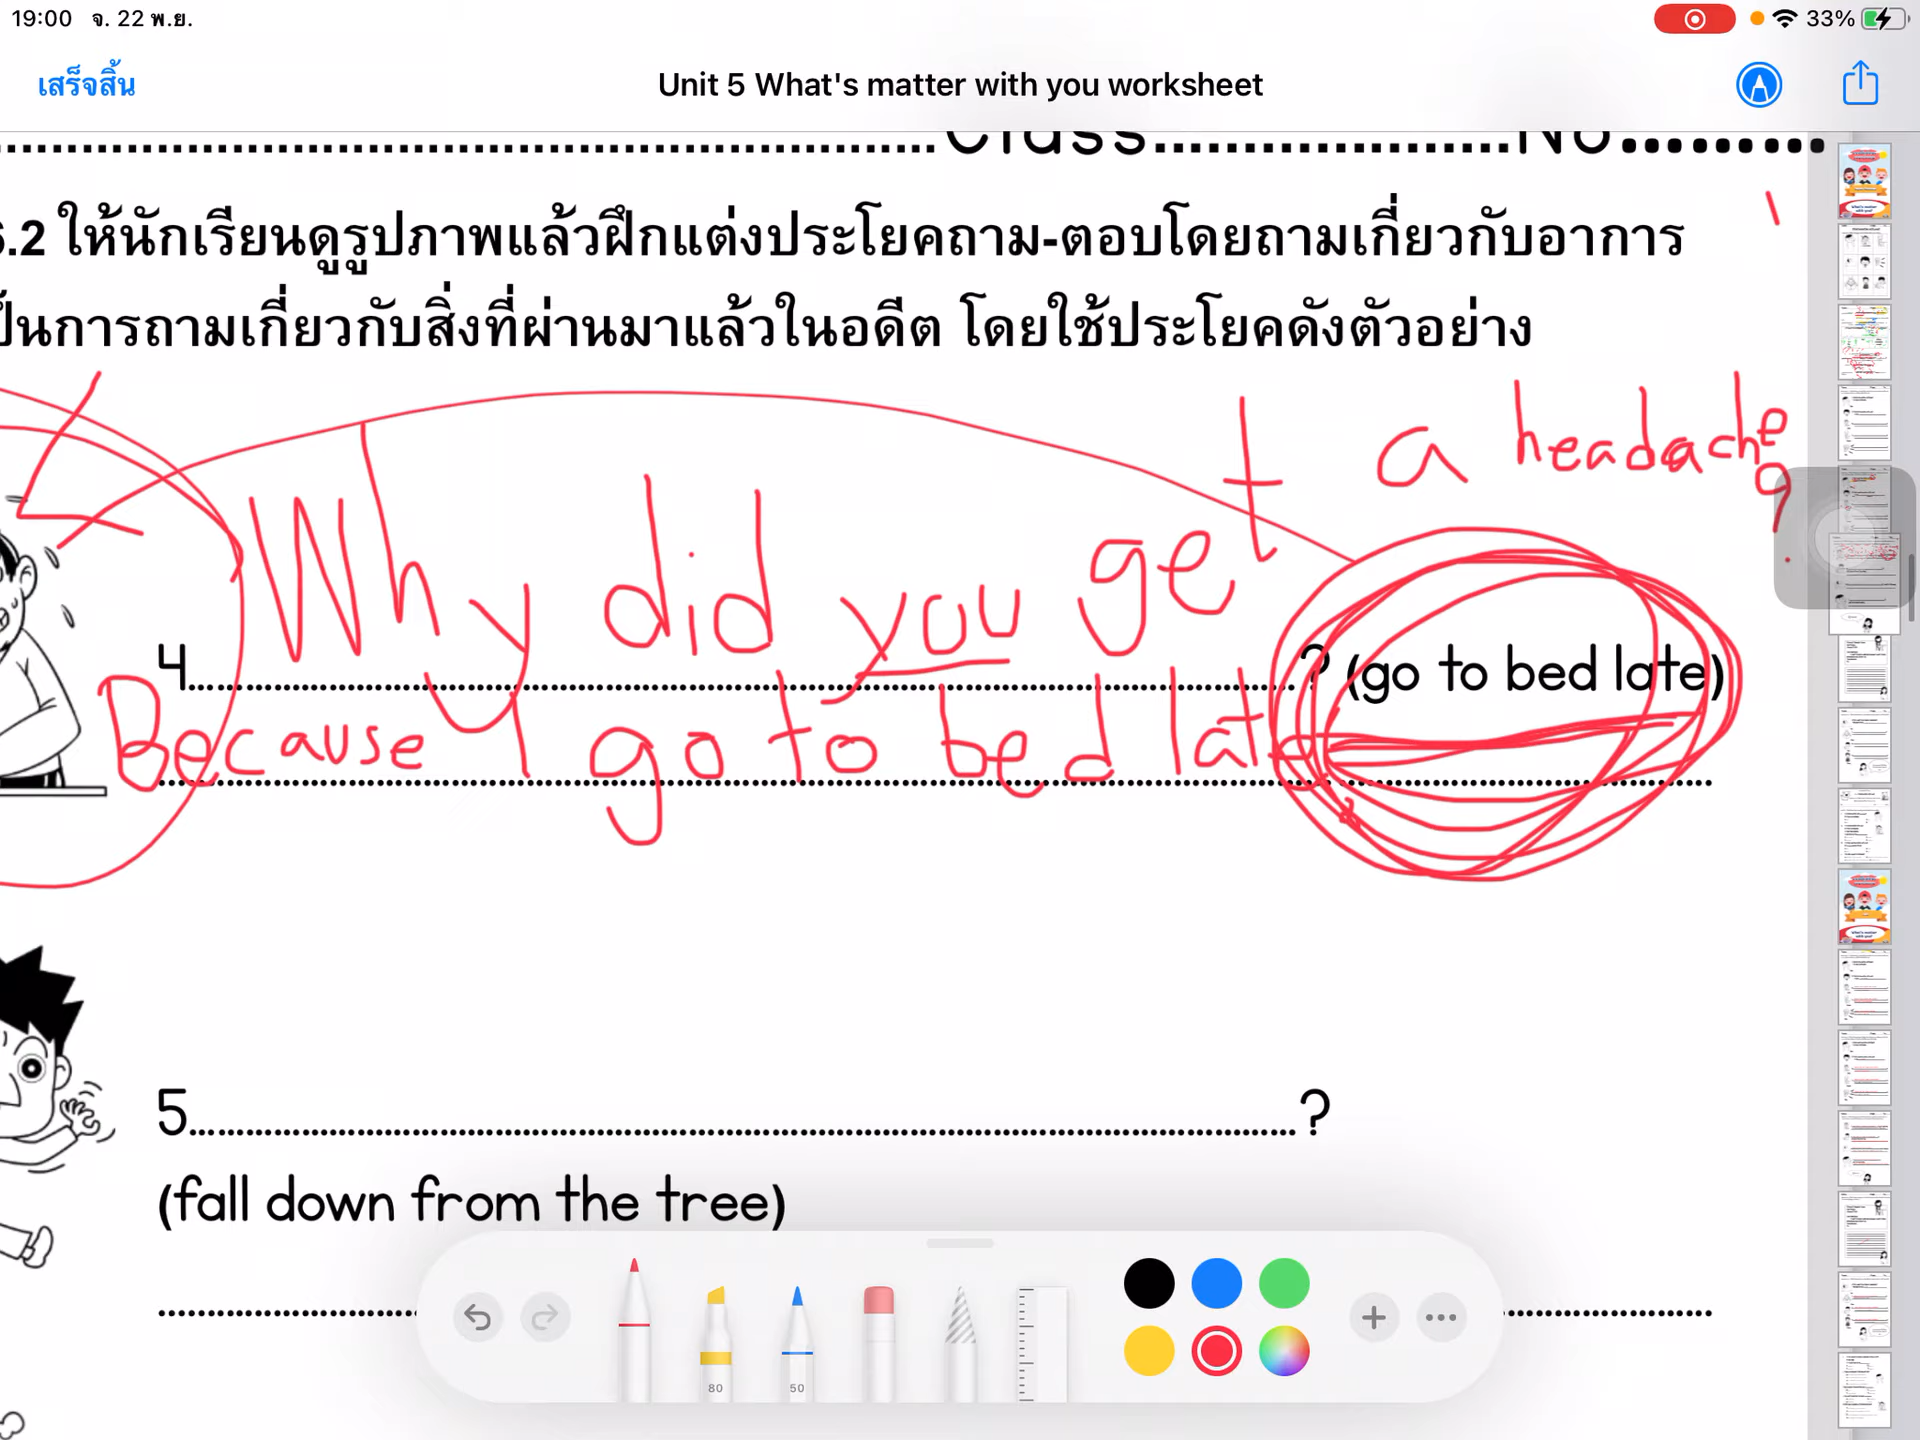 19:00 จ. 22 พ.ย.
33%
เสร็จสิ้น
Unit 5 What's matter with you worksheet
Class No
.2 ให้นักเรียนดูรูปภาพแล้วฝึกแต่งประโยคถาม-ตอบโดยถามเกี่ยวกับอาการ
ป็นการถามเกี่ยวกับสิ่งที่ผ่านมาแล้วในอดีต โดยใช้ประโยคดังตัวอย่าง
Why did you get a headache ?
4 ? (go to bed late)
Because I go to bed late
5 ?
(fall down from the tree)
80 50